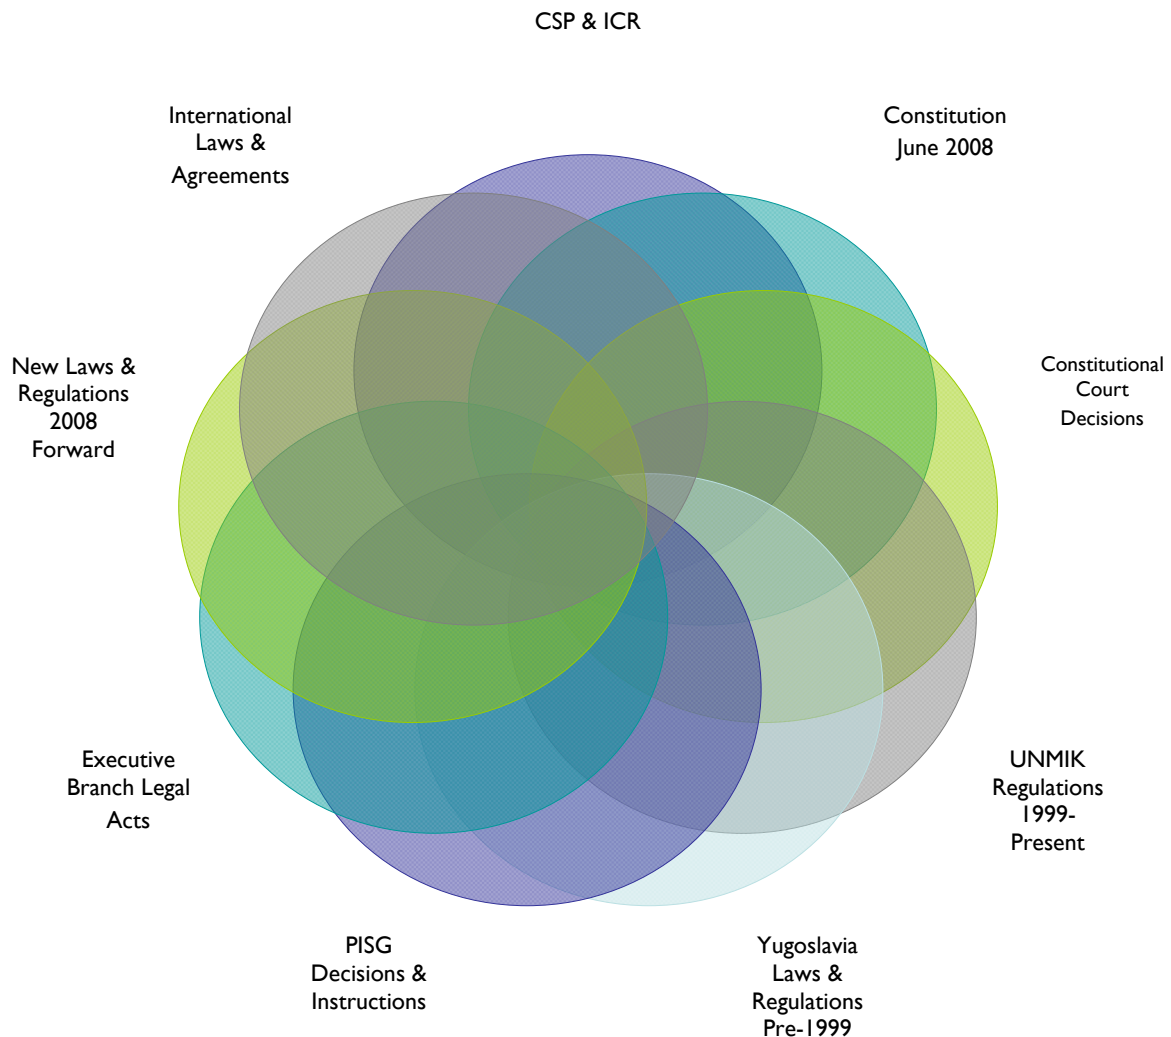 CSP & ICR
International
Laws &
Agreements
Constitution
June 2008
New Laws &
Regulations
2008
Forward
Constitutional
Court
Decisions
Executive
Branch Legal
Acts
UNMIK
Regulations
1999-
Present
PISG
Decisions &
Instructions
Yugoslavia
Laws &
Regulations
Pre-1999